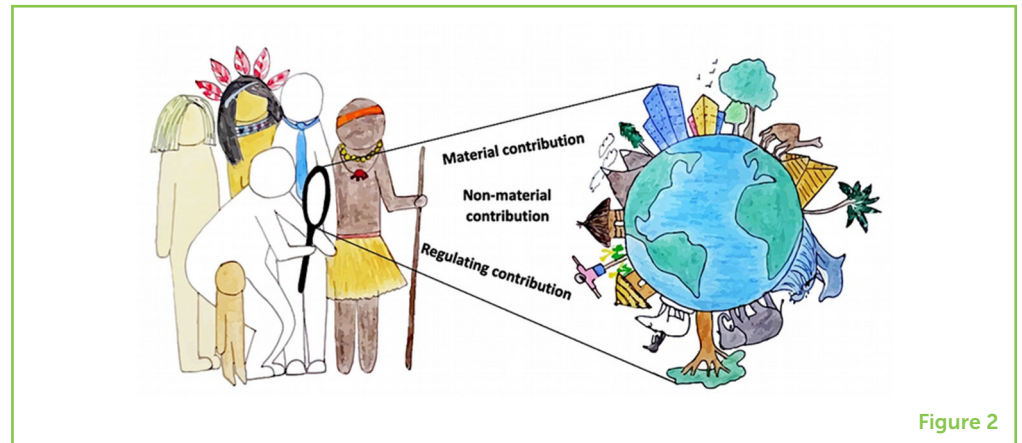 Material contribution
Non-material
contribution
Regulating contribution
Figure 2